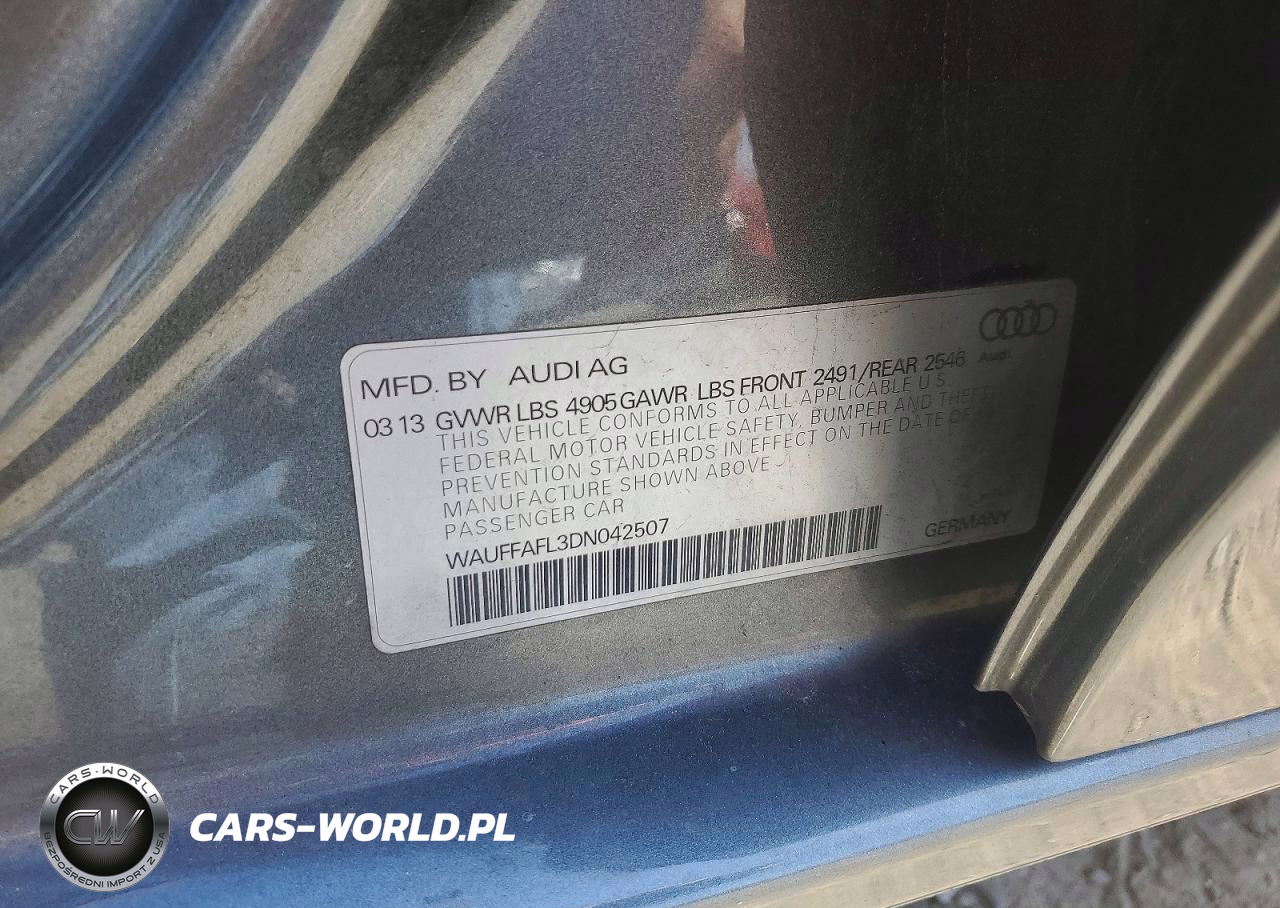 Audi
MFD. BY AUDI AG
03 13 GVWR LBS 4905 GAWR LBS FRONT 2491/REAR 2546
THIS VEHICLE CONFORMS TO ALL APPLICABLE U.S.
FEDERAL MOTOR VEHICLE SAFETY, BUMPER AND THEFT
PREVENTION STANDARDS IN EFFECT ON THE DATE OF
MANUFACTURE SHOWN ABOVE
PASSENGER CAR
WAUFFAFL3DN042507
GERMANY
CARS-WORLD
CW
BEZPOŚREDNI IMPORT Z USA
CARS-WORLD.PL